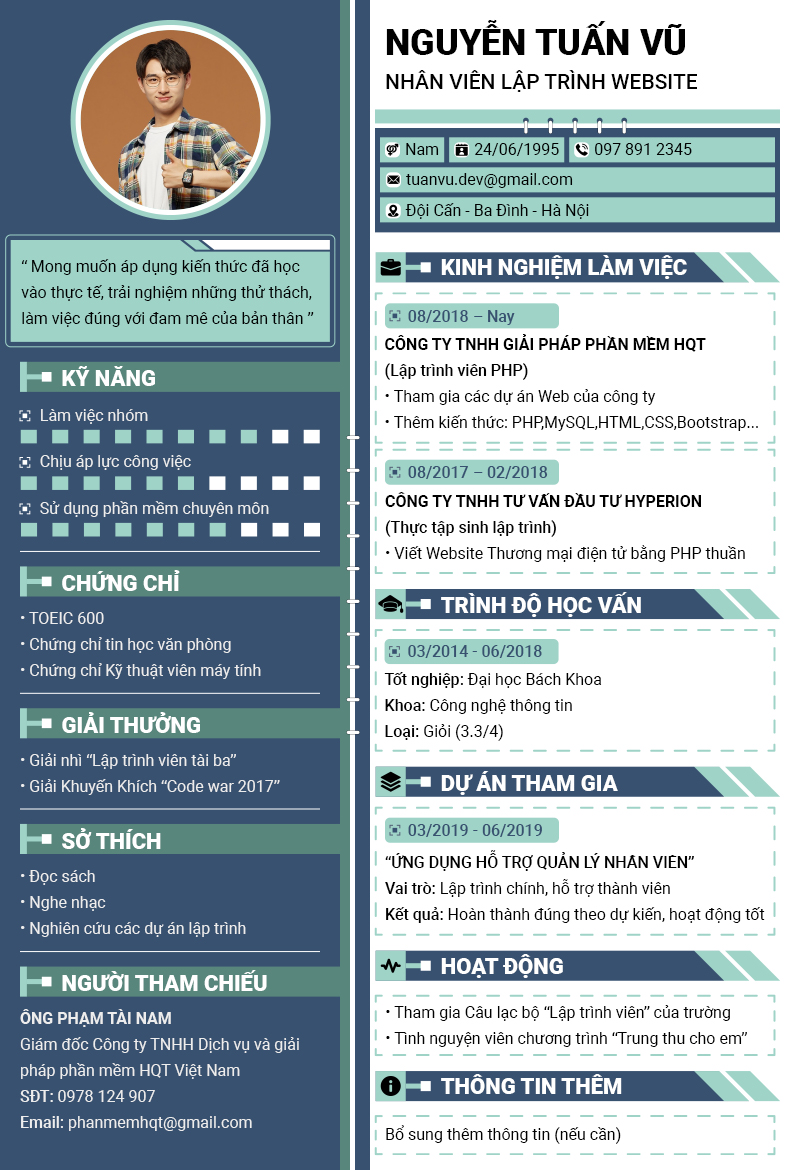 “ Mong muốn áp dụng kiến thức đã học
vào thực tế, trải nghiệm những thử thách,
làm việc đúng với đam mê của bản thân ”
KỸ NĂNG
Làm việc nhóm
Chịu áp lực công việc
Sử dụng phần mềm chuyên môn
CHỨNG CHỈ
• TOEIC 600
• Chứng chỉ tin học văn phòng
• Chứng chỉ Kỹ thuật viên máy tính
GIẢI THƯỞNG
• Giải nhì “Lập trình viên tài ba”
• Giải Khuyến Khích “Code war 2017”
SỞ THÍCH
• Đọc sách
• Nghe nhạc
• Nghiên cứu các dự án lập trình
NGƯỜI THAM CHIẾU
ÔNG PHẠM TÀI NAM
Giám đốc Công ty TNHH Dịch vụ và giải
pháp phần mềm HQT Việt Nam
SĐT: 0978 124 907
Email: phanmemhqt@gmail.com
NGUYỄN TUẤN VŨ
NHÂN VIÊN LẬP TRÌNH WEBSITE
Nam 24/06/1995 097 891 2345
tuanvu.dev@gmail.com
Đội Cấn - Ba Đình - Hà Nội
KINH NGHIỆM LÀM VIỆC
08/2018 – Nay
CÔNG TY TNHH GIẢI PHÁP PHẦN MỀM HQT
(Lập trình viên PHP)
• Tham gia các dự án Web của công ty
• Thêm kiến thức: PHP,MySQL,HTML,CSS,Bootstrap...
08/2017 – 02/2018
CÔNG TY TNHH TƯ VẤN ĐẦU TƯ HYPERION
(Thực tập sinh lập trình)
• Viết Website Thương mại điện tử bằng PHP thuần
TRÌNH ĐỘ HỌC VẤN
03/2014 - 06/2018
Tốt nghiệp: Đại học Bách Khoa
Khoa: Công nghệ thông tin
Loại: Giỏi (3.3/4)
DỰ ÁN THAM GIA
03/2019 - 06/2019
“ỨNG DỤNG HỖ TRỢ QUẢN LÝ NHÂN VIÊN”
Vai trò: Lập trình chính, hỗ trợ thành viên
Kết quả: Hoàn thành đúng theo dự kiến, hoạt động tốt
HOẠT ĐỘNG
• Tham gia Câu lạc bộ “Lập trình viên” của trường
• Tình nguyện viên chương trình “Trung thu cho em”
THÔNG TIN THÊM
Bổ sung thêm thông tin (nếu cần)